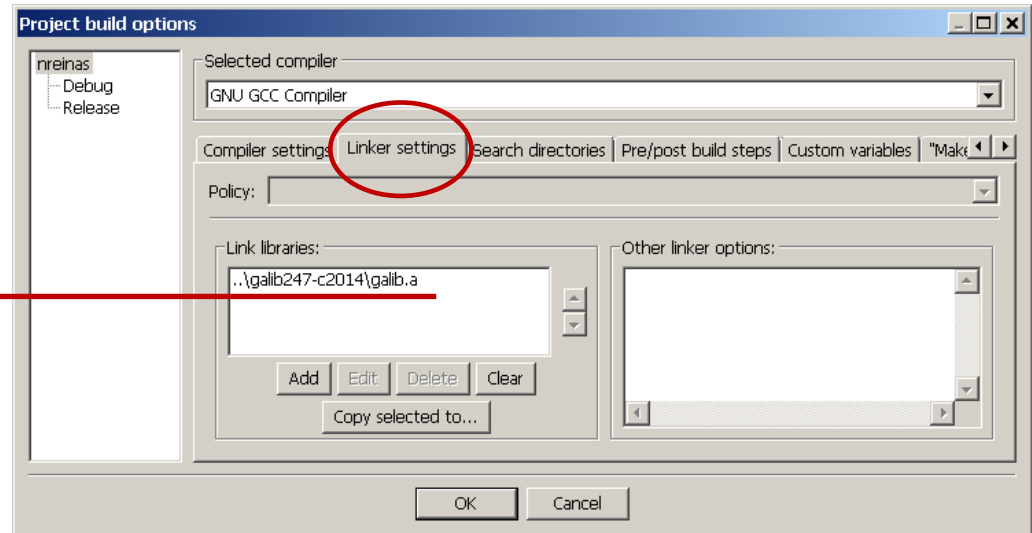 Project build options
nreinas
Debug
Release
Selected compiler
GNU GCC Compiler
Compiler settings Linker settings Search directories Pre/post build steps Custom variables "Make
Policy:
Link libraries:
..\galib247-c2014\galib.a
Add Edit Delete Clear
Copy selected to...
Other linker options:
OK Cancel